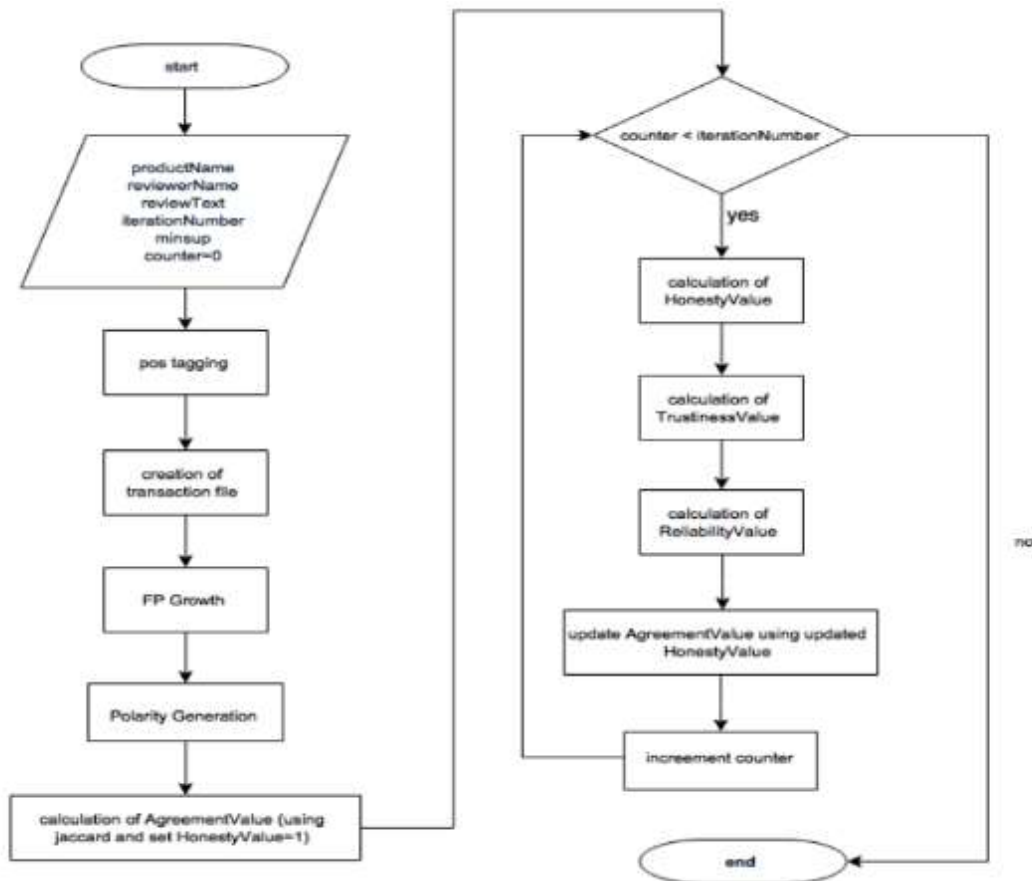 start
productName
reviewerName
reviewText
iterationNumber
minsup
counter=0
pos tagging
creation of
transaction file
FP Growth
Polarity Generation
calculation of AgreementValue (using
jaccard and set HonestyValue=1)
counter < iterationNumber
yes
calculation of
HonestyValue
calculation of
TrustinessValue
calculation of
ReliabilityValue
update AgreementValue using updated
HonestyValue
increement counter
no
end